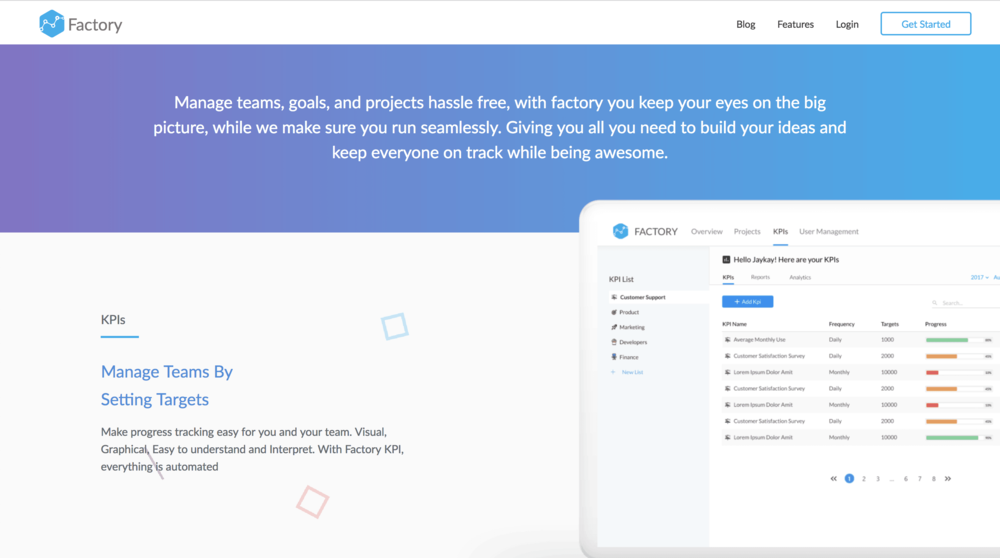 Factory
Blog Features Login Get Started
Manage teams, goals, and projects hassle free, with factory you keep your eyes on the big
picture, while we make sure you run seamlessly. Giving you all you need to build your ideas and
keep everyone on track while being awesome.
KPIs
Manage Teams By
Setting Targets
Make progress tracking easy for you and your team. Visual,
Graphical, Easy to understand and Interpret. With Factory KPI,
everything is automated
FACTORY Overview Projects KPIs User Management
KPI List
Customer Support
Product
Marketing
Developers
Finance
+ New List
Hello Jaykay! Here are your KPIs
KPIs Reports Analytics
2017
+ Add Kpi
Search...
KPI Name Frequency Targets Progress
Average Monthly Use Daily 1000
Customer Satisfaction Survey Daily 2000
Lorem Ipsum Dolor Amit Monthly 10000
Customer Satisfaction Survey Daily 2000
Lorem Ipsum Dolor Amit Monthly 10000
Customer Satisfaction Survey Daily 2000
Lorem Ipsum Dolor Amit Monthly 10000
« 1 2 3 ... 6 7 8 »